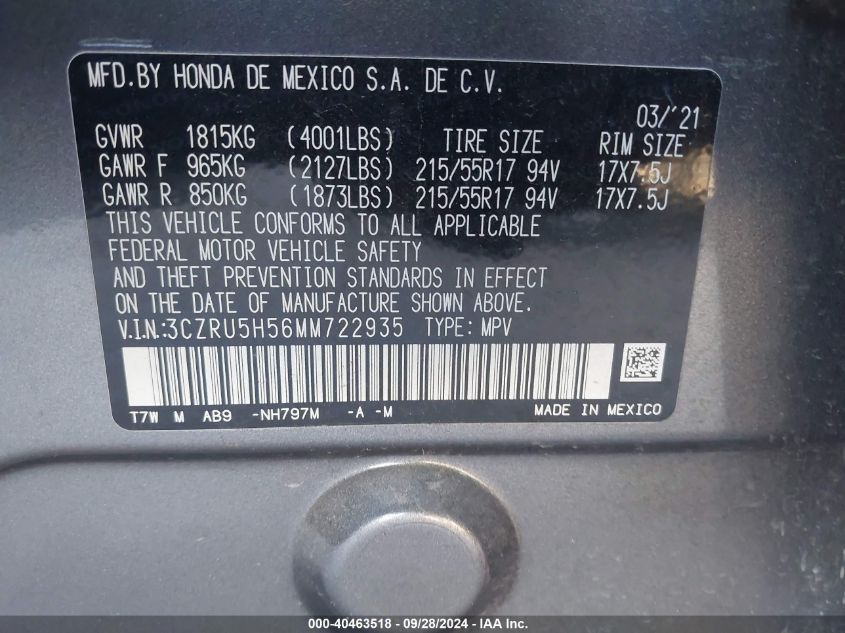 MFD.BY HONDA DE MEXICO S.A. DE C.V.
03/'21
GVWR 1815KG (4001LBS) TIRE SIZE RIM SIZE
GAWR F 965KG (2127LBS) 215/55R17 94V 17X7.5J
GAWR R 850KG (1873LBS) 215/55R17 94V 17X7.5J
THIS VEHICLE CONFORMS TO ALL APPLICABLE
FEDERAL MOTOR VEHICLE SAFETY
AND THEFT PREVENTION STANDARDS IN EFFECT
ON THE DATE OF MANUFACTURE SHOWN ABOVE.
V.I.N.:3CZRU5H56MM722935 TYPE: MPV
T7W M AB9 -NH797M -A -M MADE IN MEXICO
000-40463518 - 09/28/2024 - IAA Inc.